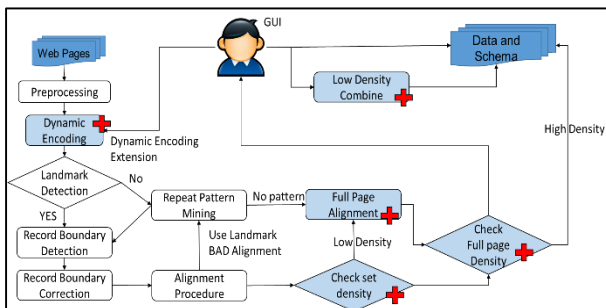 GUI
Web Pages
Data and
Schema
Preprocessing
Low Density
Combine
Dynamic
Encoding
Dynamic Encoding
Extension
High Density
Landmark
Detection
No
YES
Repeat Pattern
Mining
No pattern
Full Page
Alignment
Check
Full page
Density
Record Boundary
Detection
Use Landmark
BAD Alignment
Low Density
Record Boundary
Correction
Alignment
Procedure
Check set
density